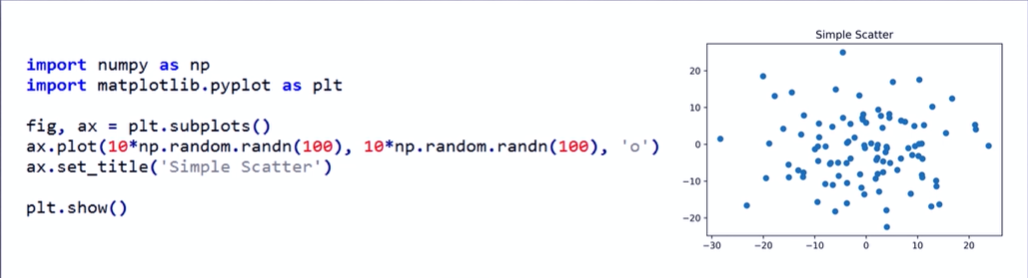 import numpy as np
import matplotlib.pyplot as plt
fig, ax = plt.subplots()
ax.plot(10*np.random.randn(100), 10*np.random.randn(100), 'o')
ax.set_title('Simple Scatter')
plt.show()
Simple Scatter
20
10
0
−10
−20
−30 −20 −10 0 10 20